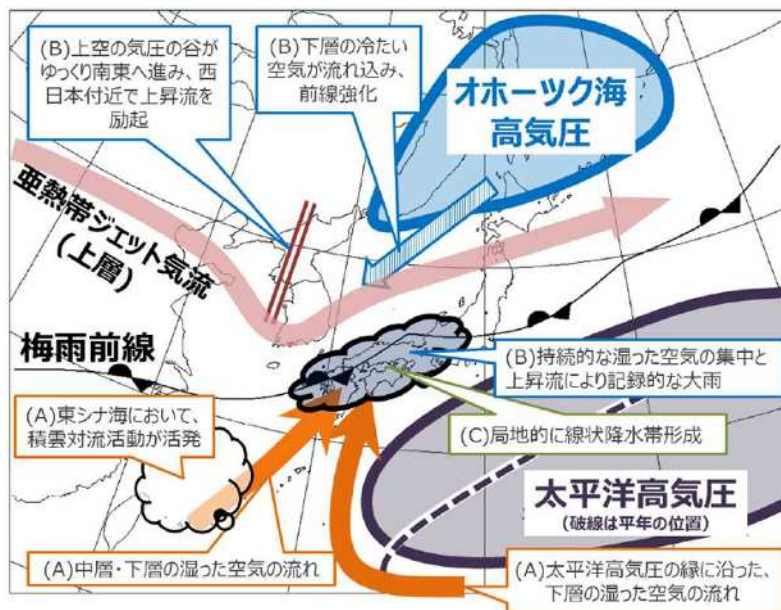 (B)上空の気圧の谷が
ゆっくり南東へ進み、西
日本付近で上昇流を
励起
(B)下層の冷たい
空気が流れ込み、
前線強化
オホーツク海
高気圧
亜熱帯ジェット気流
(上層)
梅雨前線
(B)持続的な湿った空気の集中と
上昇流により記録的な大雨
(A)東シナ海において、
積雲対流活動が活発
(C)局地的に線状降水帯形成
太平洋高気圧
(破線は平年の位置)
(A)中層・下層の湿った空気の流れ
(A)太平洋高気圧の縁に沿った、
下層の湿った空気の流れ